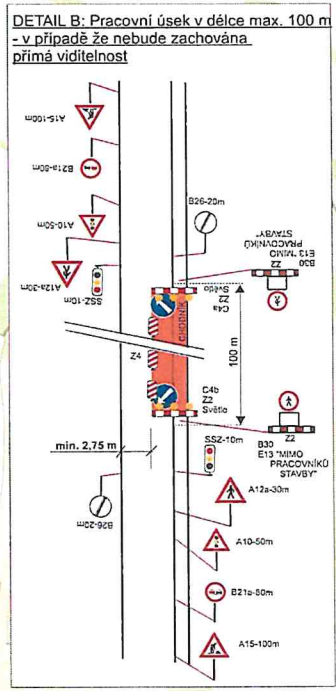 DETAIL B: Pracovní úsek v délce max. 100 m
- v případě že nebude zachována
přímá viditelnost
A15-100m
B21a-80m
A10-50m
A12a-30m
SSZ-10m
B26-20m
B30
E13 "MIMO
PRACOVNÍKŮ
STAVBY"
Z2
Světlo
Z2
C4a
CHODNÍK
100 m
Z4
C4b
Z2
Světlo
min. 2,75 m
SSZ-10m
Z2
B30
E13 "MIMO
PRACOVNÍKŮ
STAVBY"
B26-20m
A12a-30m
A10-50m
B21a-80m
A15-100m